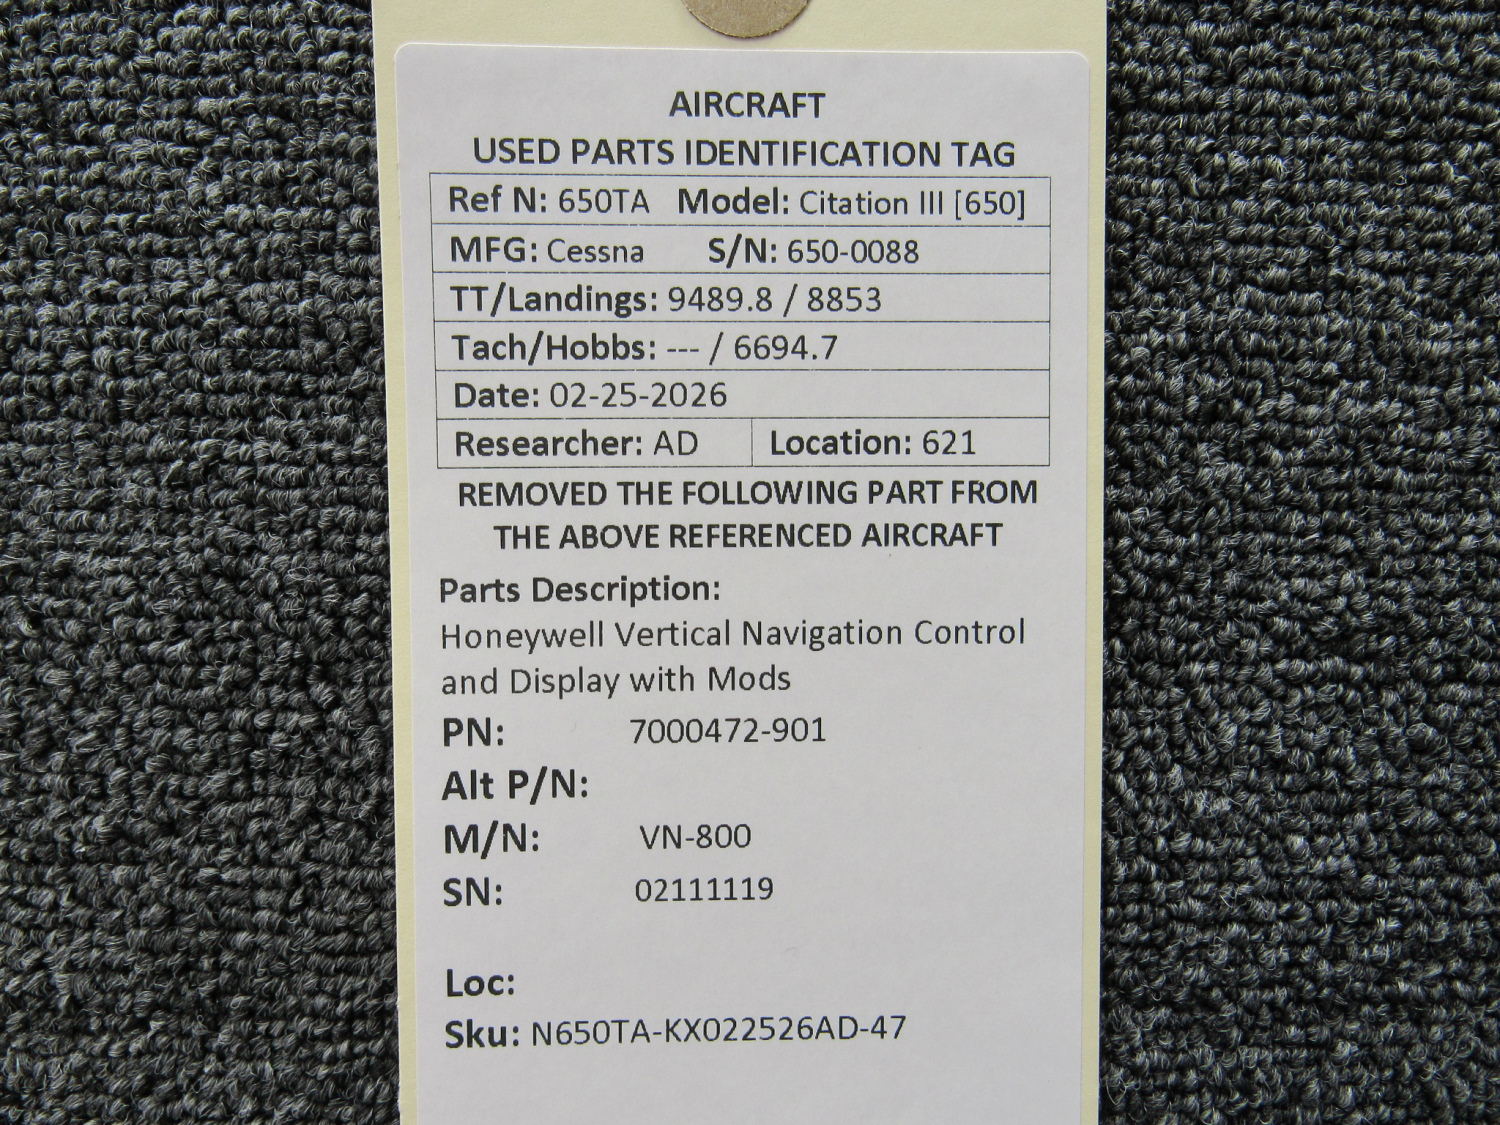 AIRCRAFT
USED PARTS IDENTIFICATION TAG
Ref N: 650TA Model: Citation III [650]
MFG: Cessna S/N: 650-0088
TT/Landings: 9489.8 / 8853
Tach/Hobbs: --- / 6694.7
Date: 02-25-2026
Researcher: AD Location: 621
REMOVED THE FOLLOWING PART FROM
THE ABOVE REFERENCED AIRCRAFT
Parts Description:
Honeywell Vertical Navigation Control
and Display with Mods
PN: 7000472-901
Alt P/N:
M/N: VN-800
SN: 02111119
Loc:
Sku: N650TA-KX022526AD-47